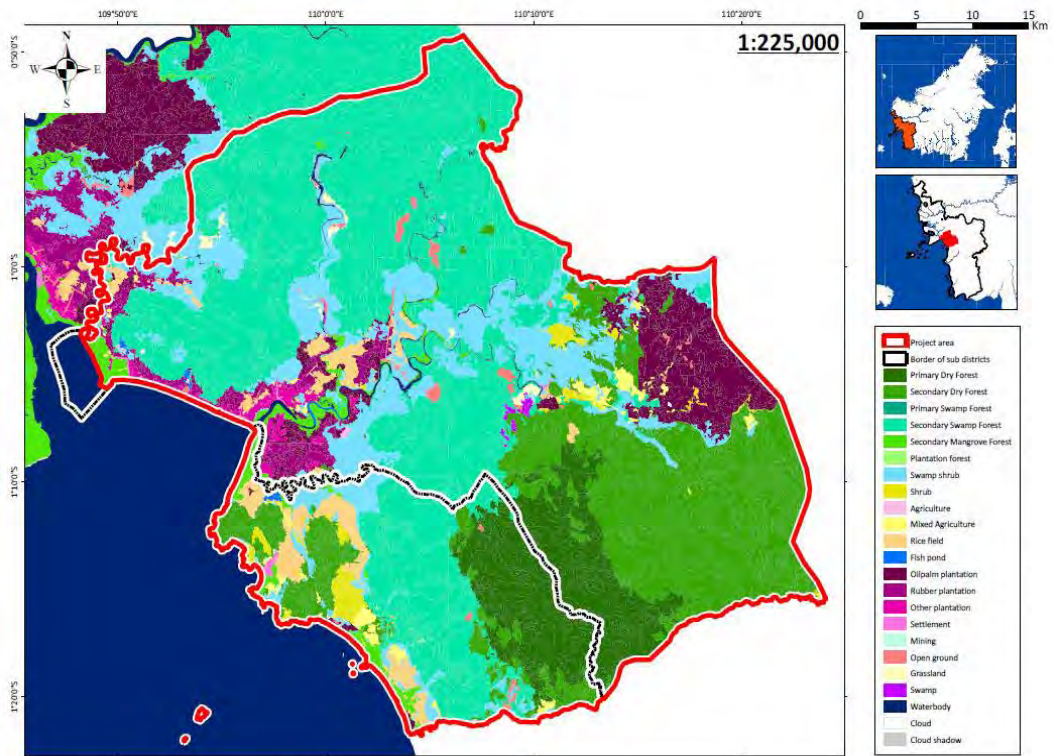 109°50'0"E 110°0'0"E 110°10'0"E 110°20'0"E
0 5 10 15
Km
1:225,000
N
W E
S
0°50'0"S
1°0'0"S
1°10'0"S
1°20'0"S
Project area
Border of sub districts
Primary Dry Forest
Secondary Dry Forest
Primary Swamp Forest
Secondary Swamp Forest
Secondary Mangrove Forest
Plantation forest
Swamp shrub
Shrub
Agriculture
Mixed Agriculture
Rice field
Fish pond
Oilpalm plantation
Rubber plantation
Other plantation
Settlement
Mining
Open ground
Grassland
Swamp
Waterbody
Cloud
Cloud shadow